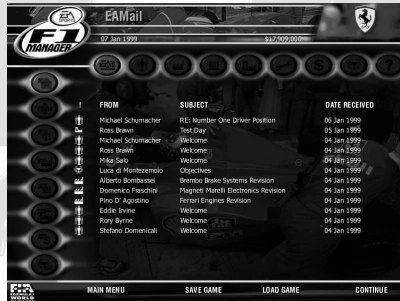 EA SPORTS
F1 MANAGER
EAMail
07 Jan 1999 $17,909,000
! FROM SUBJECT DATE RECEIVED
Michael Schumacher RE: Number One Driver Position 06 Jan 1999
Ross Brawn Test Day 05 Jan 1999
Michael Schumacher Welcome 04 Jan 1999
Ross Brawn Welcome 04 Jan 1999
Mika Salo Welcome 04 Jan 1999
Luca di Montezemolo Objectives 04 Jan 1999
Alberto Bombassei Brembo Brake Systems Revision 04 Jan 1999
Domenico Fraschini Magneti Marelli Electronics Revision 04 Jan 1999
Pino D' Agostino Ferrari Engines Revision 04 Jan 1999
Eddie Irvine Welcome 04 Jan 1999
Rory Byrne Welcome 04 Jan 1999
Stefano Domenicali Welcome 04 Jan 1999
MAIN MENU SAVE GAME LOAD GAME CONTINUE